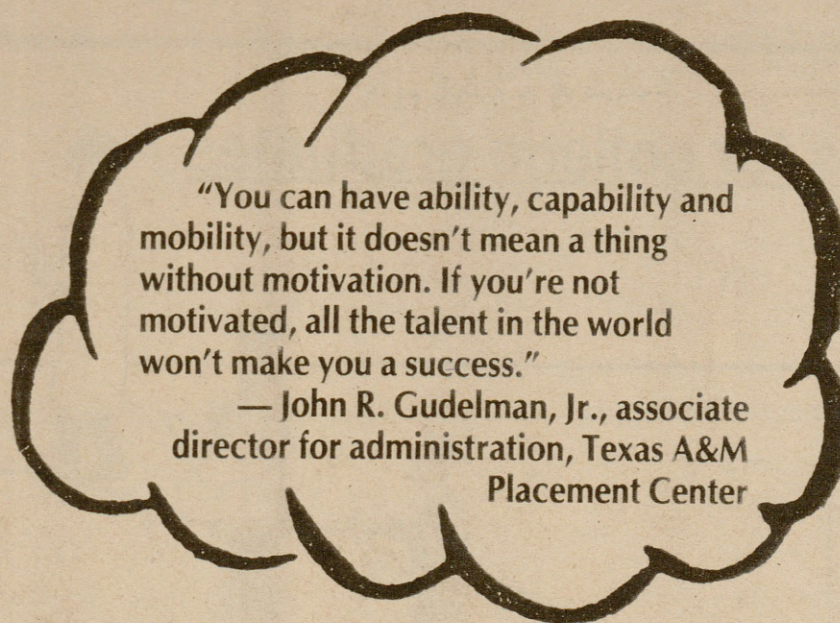 “You can have ability, capability and
mobility, but it doesn’t mean a thing
without motivation. If you’re not
motivated, all the talent in the world
won’t make you a success.”
— John R. Gudelman, Jr., associate
director for administration, Texas A&M
Placement Center